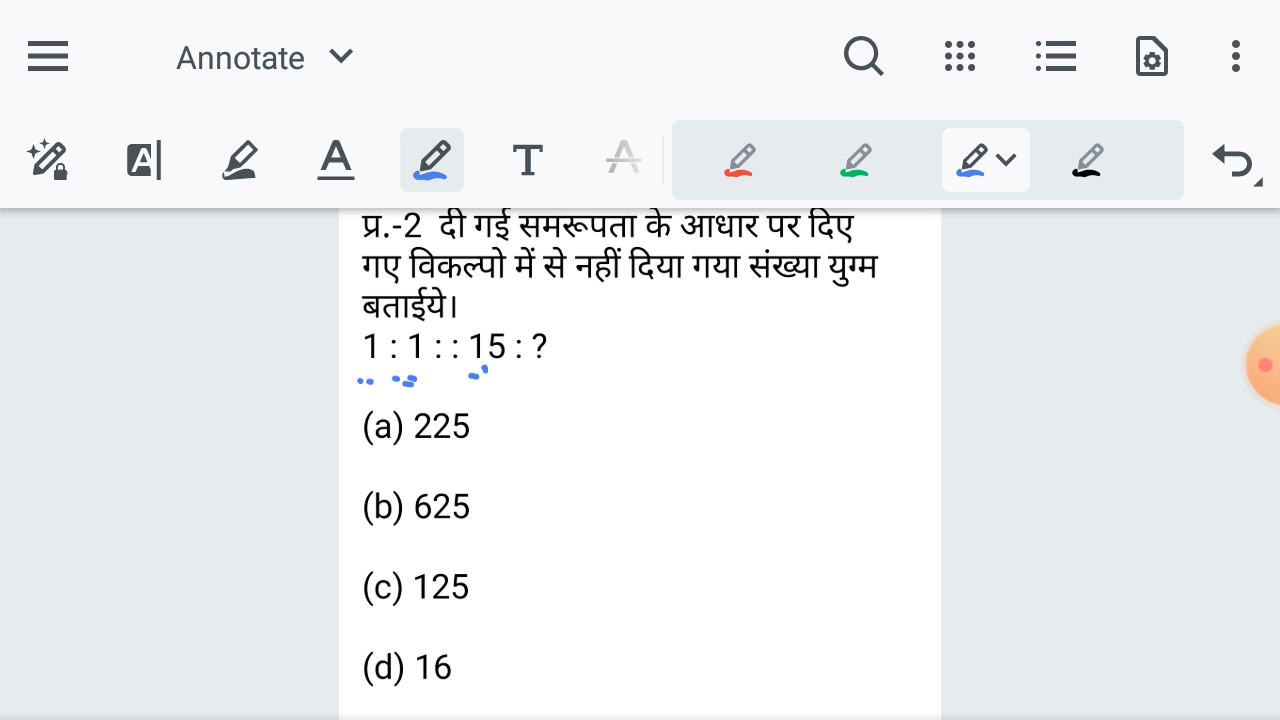 Annotate
प्र.-2 दी गई समरूपता के आधार पर दिए
गए विकल्पो में से नहीं दिया गया संख्या युग्म
बताईये।
1 : 1 : : 15 : ?
(a) 225
(b) 625
(c) 125
(d) 16